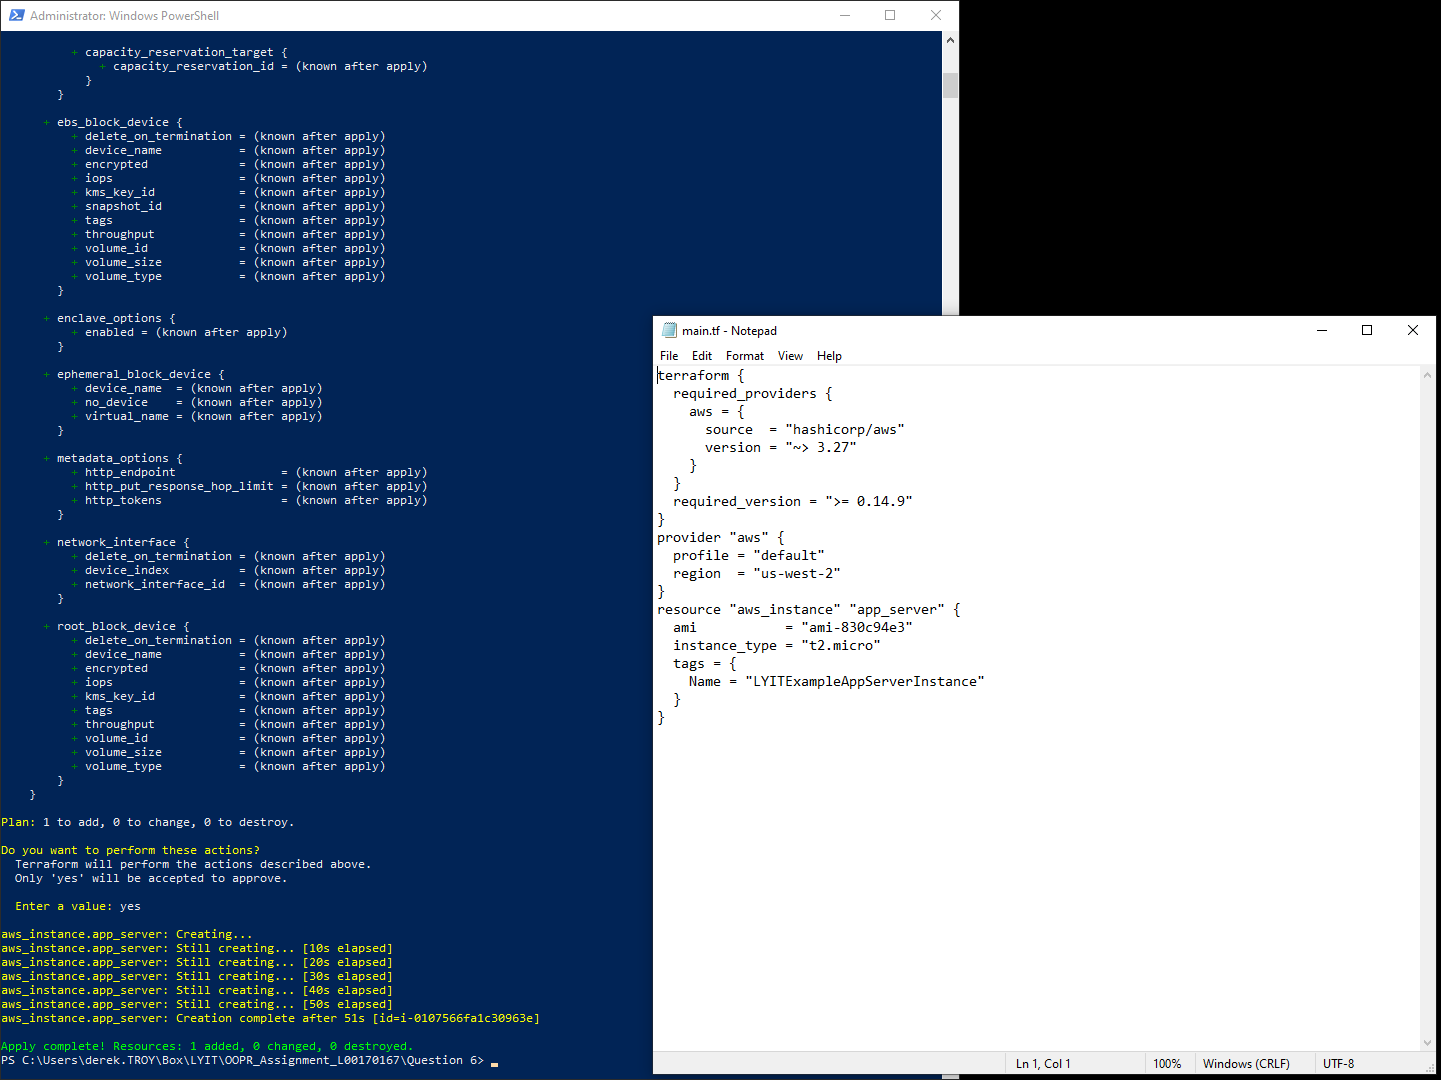 Administrator: Windows PowerShell
+ capacity_reservation_target {
+ capacity_reservation_id = (known after apply)
}
}
+ ebs_block_device {
+ delete_on_termination = (known after apply)
+ device_name           = (known after apply)
+ encrypted             = (known after apply)
+ iops                  = (known after apply)
+ kms_key_id            = (known after apply)
+ snapshot_id           = (known after apply)
+ tags                  = (known after apply)
+ throughput            = (known after apply)
+ volume_id             = (known after apply)
+ volume_size           = (known after apply)
+ volume_type           = (known after apply)
}
+ enclave_options {
+ enabled = (known after apply)
}
+ ephemeral_block_device {
+ device_name  = (known after apply)
+ no_device    = (known after apply)
+ virtual_name = (known after apply)
}
+ metadata_options {
+ http_endpoint               = (known after apply)
+ http_put_response_hop_limit = (known after apply)
+ http_tokens                 = (known after apply)
}
+ network_interface {
+ delete_on_termination = (known after apply)
+ device_index          = (known after apply)
+ network_interface_id  = (known after apply)
}
+ root_block_device {
+ delete_on_termination = (known after apply)
+ device_name           = (known after apply)
+ encrypted             = (known after apply)
+ iops                  = (known after apply)
+ kms_key_id            = (known after apply)
+ tags                  = (known after apply)
+ throughput            = (known after apply)
+ volume_id             = (known after apply)
+ volume_size           = (known after apply)
+ volume_type           = (known after apply)
}
}
Plan: 1 to add, 0 to change, 0 to destroy.
Do you want to perform these actions?
Terraform will perform the actions described above.
Only 'yes' will be accepted to approve.
Enter a value: yes
aws_instance.app_server: Creating...
aws_instance.app_server: Still creating... [10s elapsed]
aws_instance.app_server: Still creating... [20s elapsed]
aws_instance.app_server: Still creating... [30s elapsed]
aws_instance.app_server: Still creating... [40s elapsed]
aws_instance.app_server: Still creating... [50s elapsed]
aws_instance.app_server: Creation complete after 51s [id=i-0107566fa1c30963e]
Apply complete! Resources: 1 added, 0 changed, 0 destroyed.
PS C:\Users\derek.TROY\Box\LYIT\OOPR_Assignment_L00170167\Question 6>
main.tf - Notepad
File Edit Format View Help
terraform {
required_providers {
aws = {
source  = "hashicorp/aws"
version = "~> 3.27"
}
}
required_version = ">= 0.14.9"
}
provider "aws" {
profile = "default"
region  = "us-west-2"
}
resource "aws_instance" "app_server" {
ami           = "ami-830c94e3"
instance_type = "t2.micro"
tags = {
Name = "LYITExampleAppServerInstance"
}
}
Ln 1, Col 1 100% Windows (CRLF) UTF-8